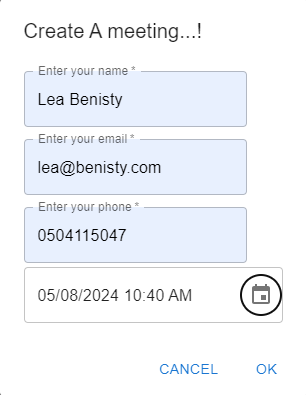 Create A meeting...!
Enter your name *
Lea Benisty
Enter your email *
lea@benisty.com
Enter your phone *
0504115047
05/08/2024 10:40 AM
CANCEL OK